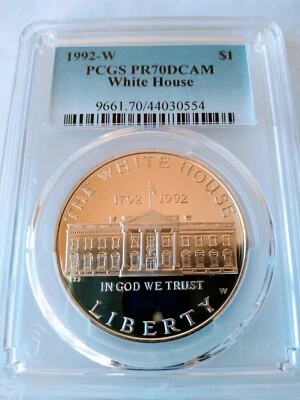 1992-W $1
PCGS PR70DCAM
White House
9661.70/44030554
THE WHITE HOUSE
1792 1992
IN GOD WE TRUST
W
LIBERTY